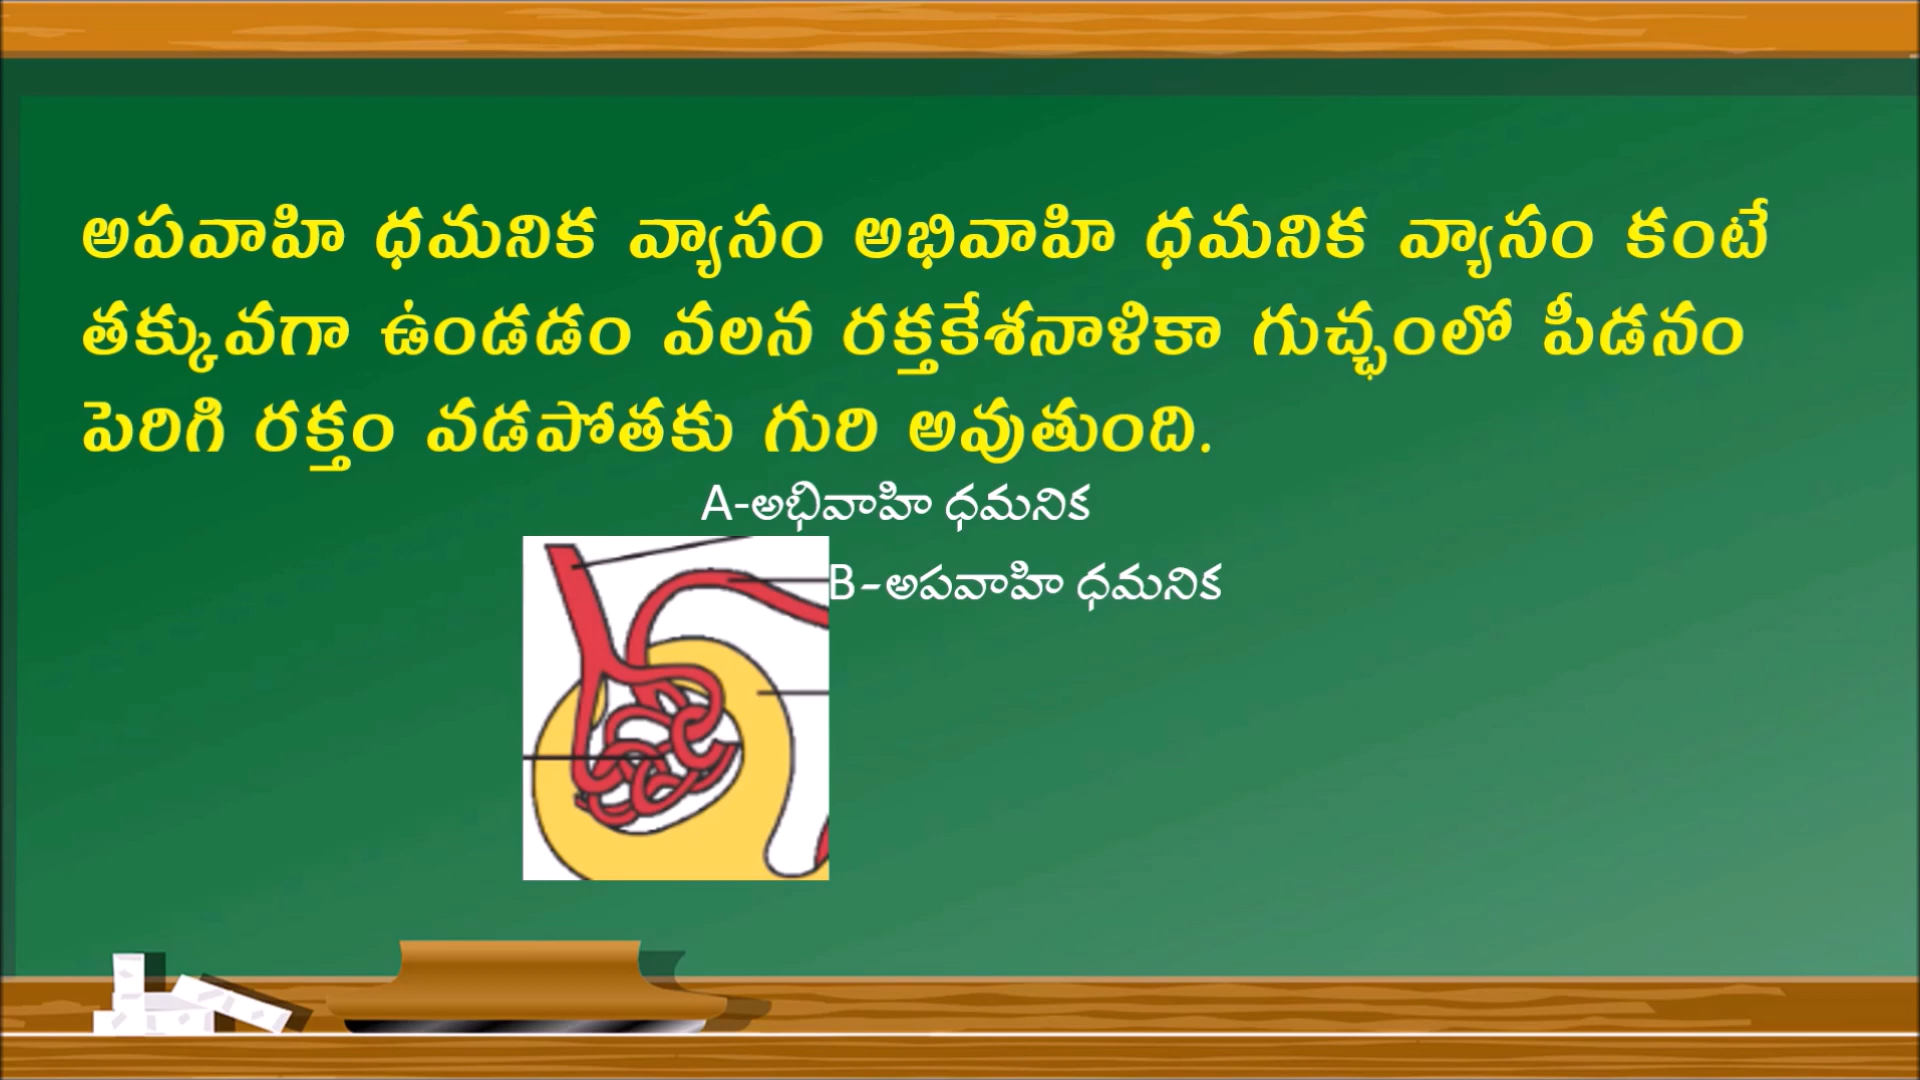 అపవాహి ధమనిక వ్యాసం అభివాహి ధమనిక వ్యాసం కంటే
తక్కువగా ఉండడం వలన రక్తకేశనాళికా గుచ్ఛంలో పీడనం
పెరిగి రక్తం వడపోతకు గురి అవుతుంది.
A-అభివాహి ధమనిక
B-అపవాహి ధమనిక